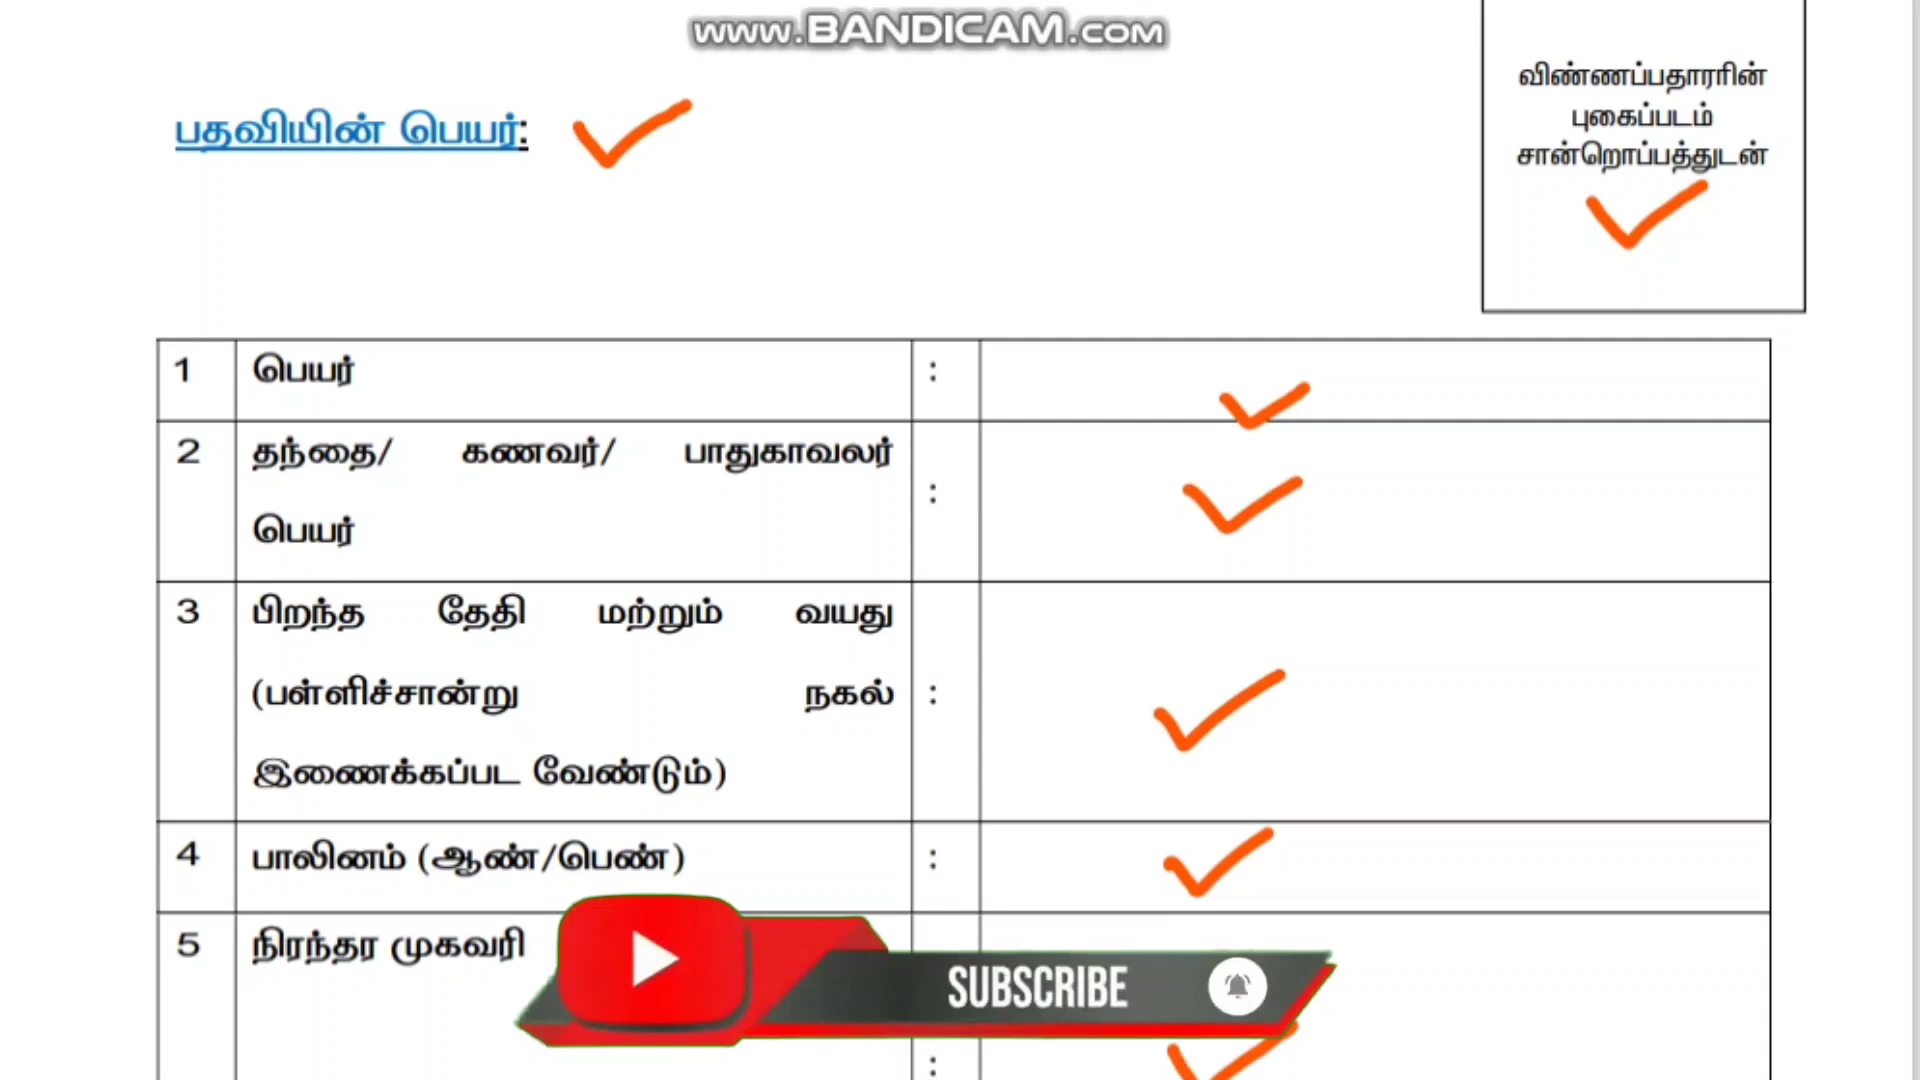 www.BANDICAM.com
விண்ணப்பதாரரின்
புகைப்படம்
சான்றொப்பத்துடன்
பதவியின் பெயர்:
1 பெயர் :
2 தந்தை/ கணவர்/ பாதுகாவலர்
பெயர் :
3 பிறந்த தேதி மற்றும் வயது
(பள்ளிச்சான்று நகல் :
இணைக்கப்பட வேண்டும்)
4 பாலினம் (ஆண்/பெண்) :
5 நிரந்தர முகவரி
SUBSCRIBE
: